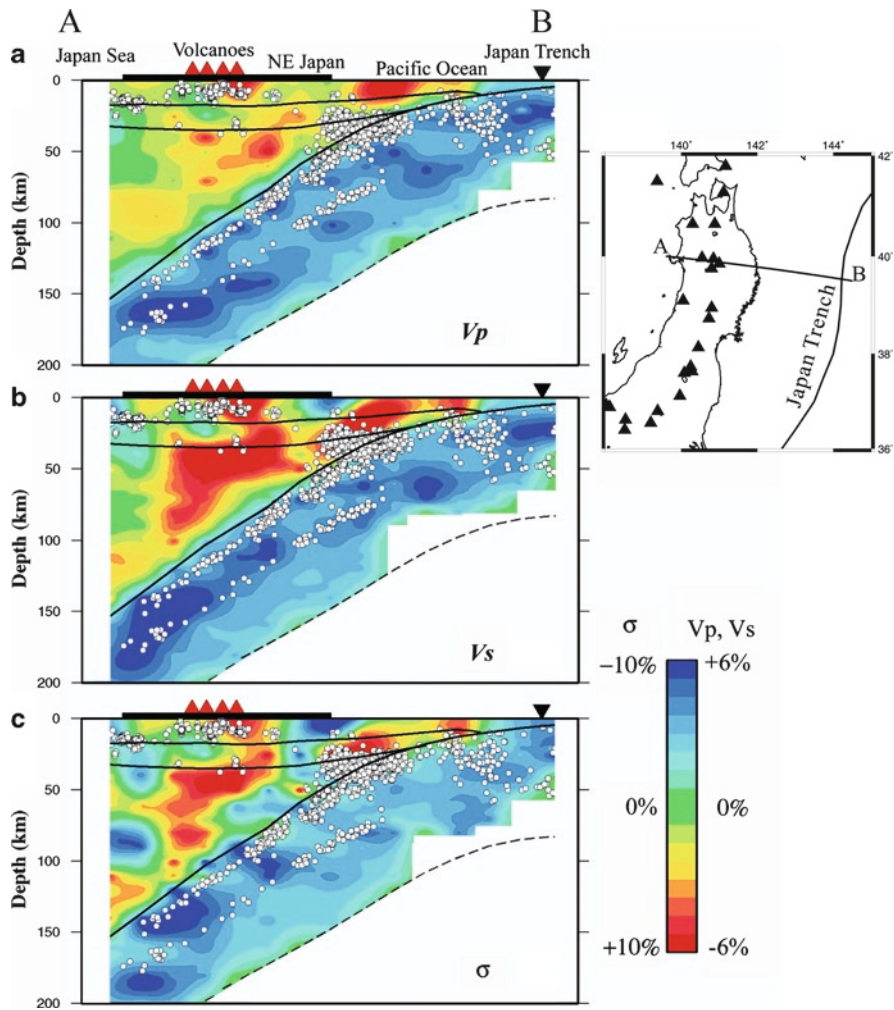 A B
Japan Sea Volcanoes NE Japan Pacific Ocean Japan Trench
a
0
50
100
150
200
Depth (km)
Vp
b
0
50
100
150
200
Depth (km)
Vs
c
0
50
100
150
200
Depth (km)
σ
140° 142° 144°
42°
40°
38°
36°
A
B
Japan Trench
σ Vp, Vs
−10% +6%
0% 0%
+10% -6%